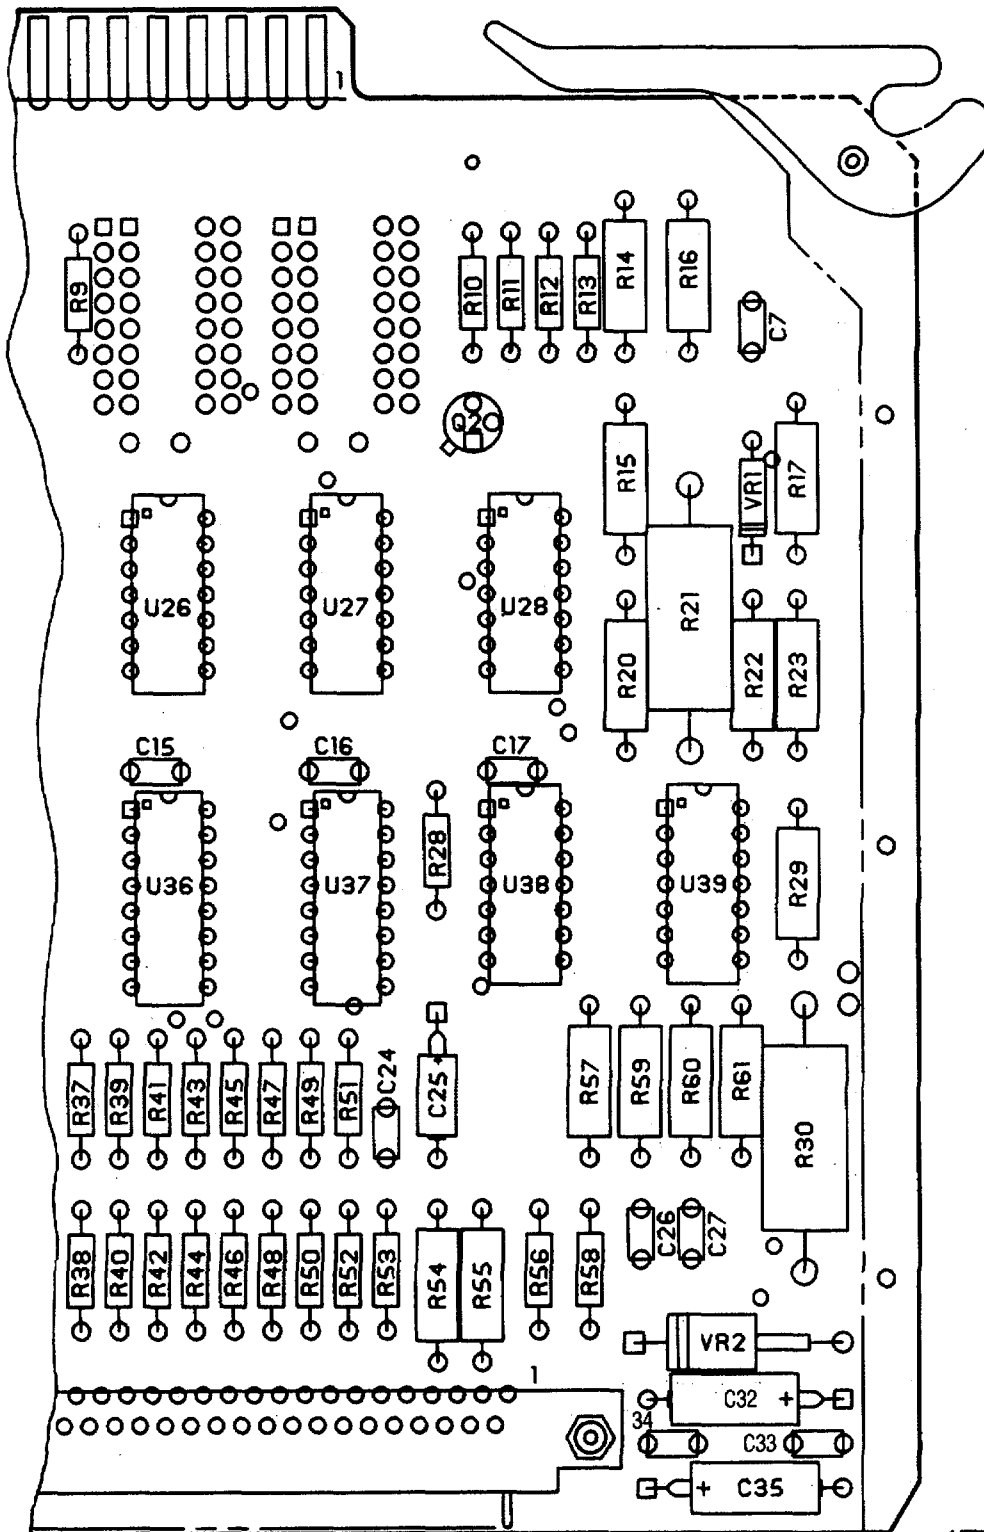 1
R9
R10
R11
R12
R13
R14
R16
C7
Q2
R15
VR1
R17
U26
U27
U28
R21
R20
R22
R23
C15
C16
C17
R28
U36
U37
U38
U39
R29
R37
R39
R41
R43
R45
R47
R49
R51
C24
C25+
R57
R59
R60
R61
R30
R38
R40
R42
R44
R46
R48
R50
R52
R53
R54
R55
R56
R58
C26
C27
VR2
1
C32 +
34
C33
+ C35